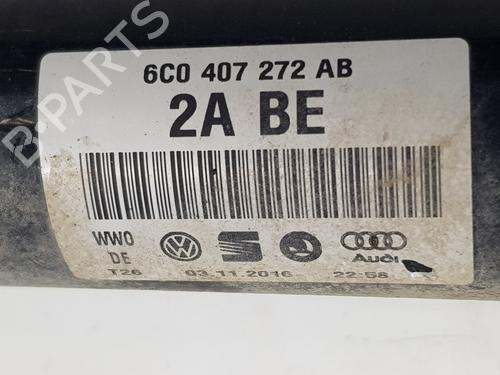 6C0 407 272 AB
2A BE
WWO
DE
Audi
T26 03.11.2016 22:58
B-PARTS